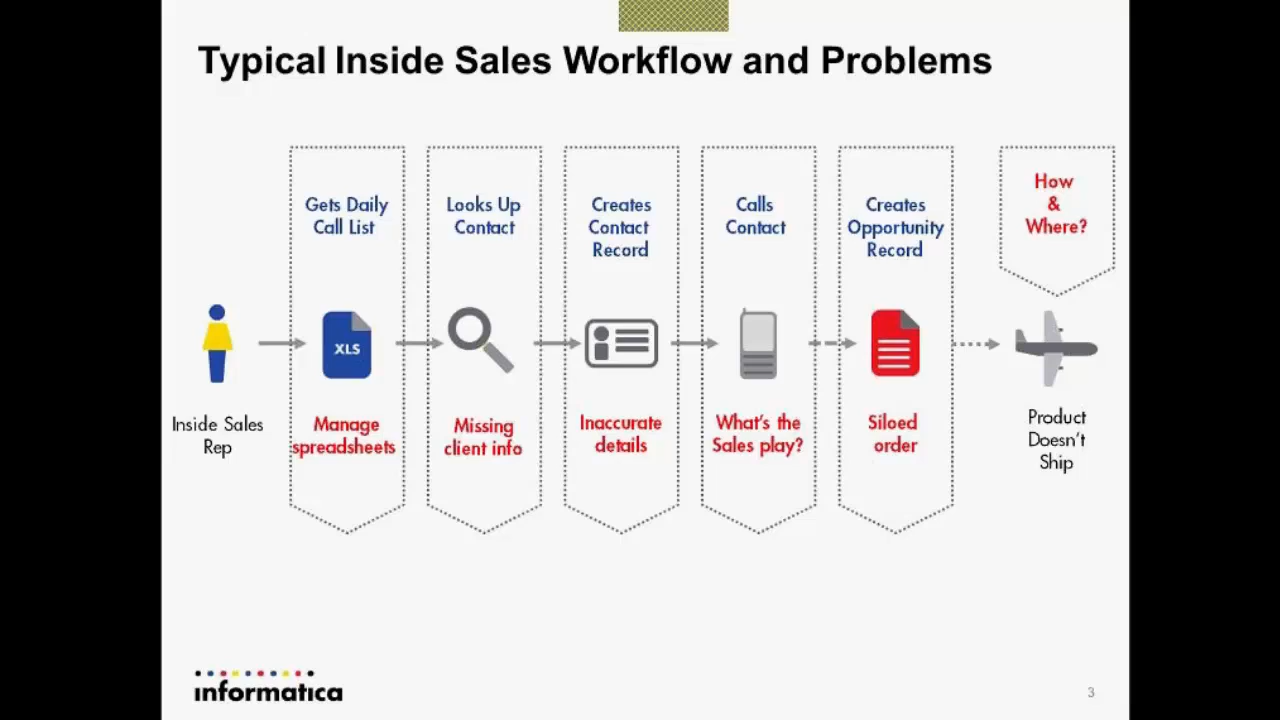 Typical Inside Sales Workflow and Problems
Gets Daily
Call List
Looks Up
Contact
Creates
Contact
Record
Calls
Contact
Creates
Opportunity
Record
How
&
Where?
XLS
Inside Sales
Rep
Manage
spreadsheets
Missing
client info
Inaccurate
details
What's the
Sales play?
Siloed
order
Product
Doesn't
Ship
informatica
3